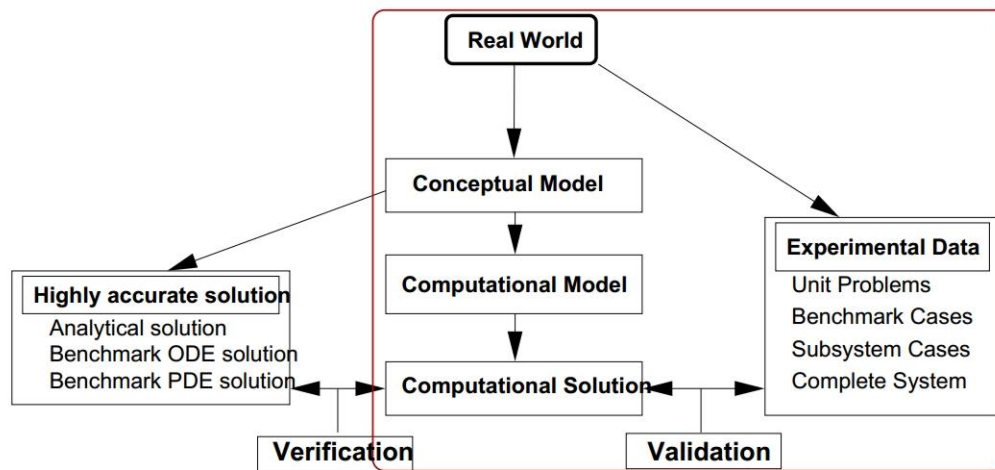 Real World
Conceptual Model
Experimental Data
Unit Problems
Benchmark Cases
Subsystem Cases
Complete System
Computational Model
Highly accurate solution
Analytical solution
Benchmark ODE solution
Benchmark PDE solution
Computational Solution
Verification
Validation